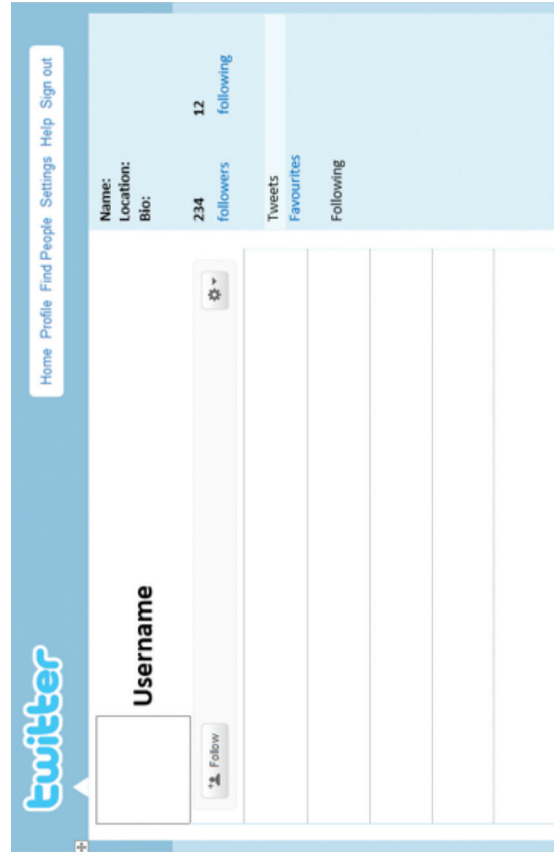 twitter
Home Profile Find People Settings Help Sign out
Username
Follow
Name:
Location:
Bio:
234 12
followers following
Tweets
Favourites
Following